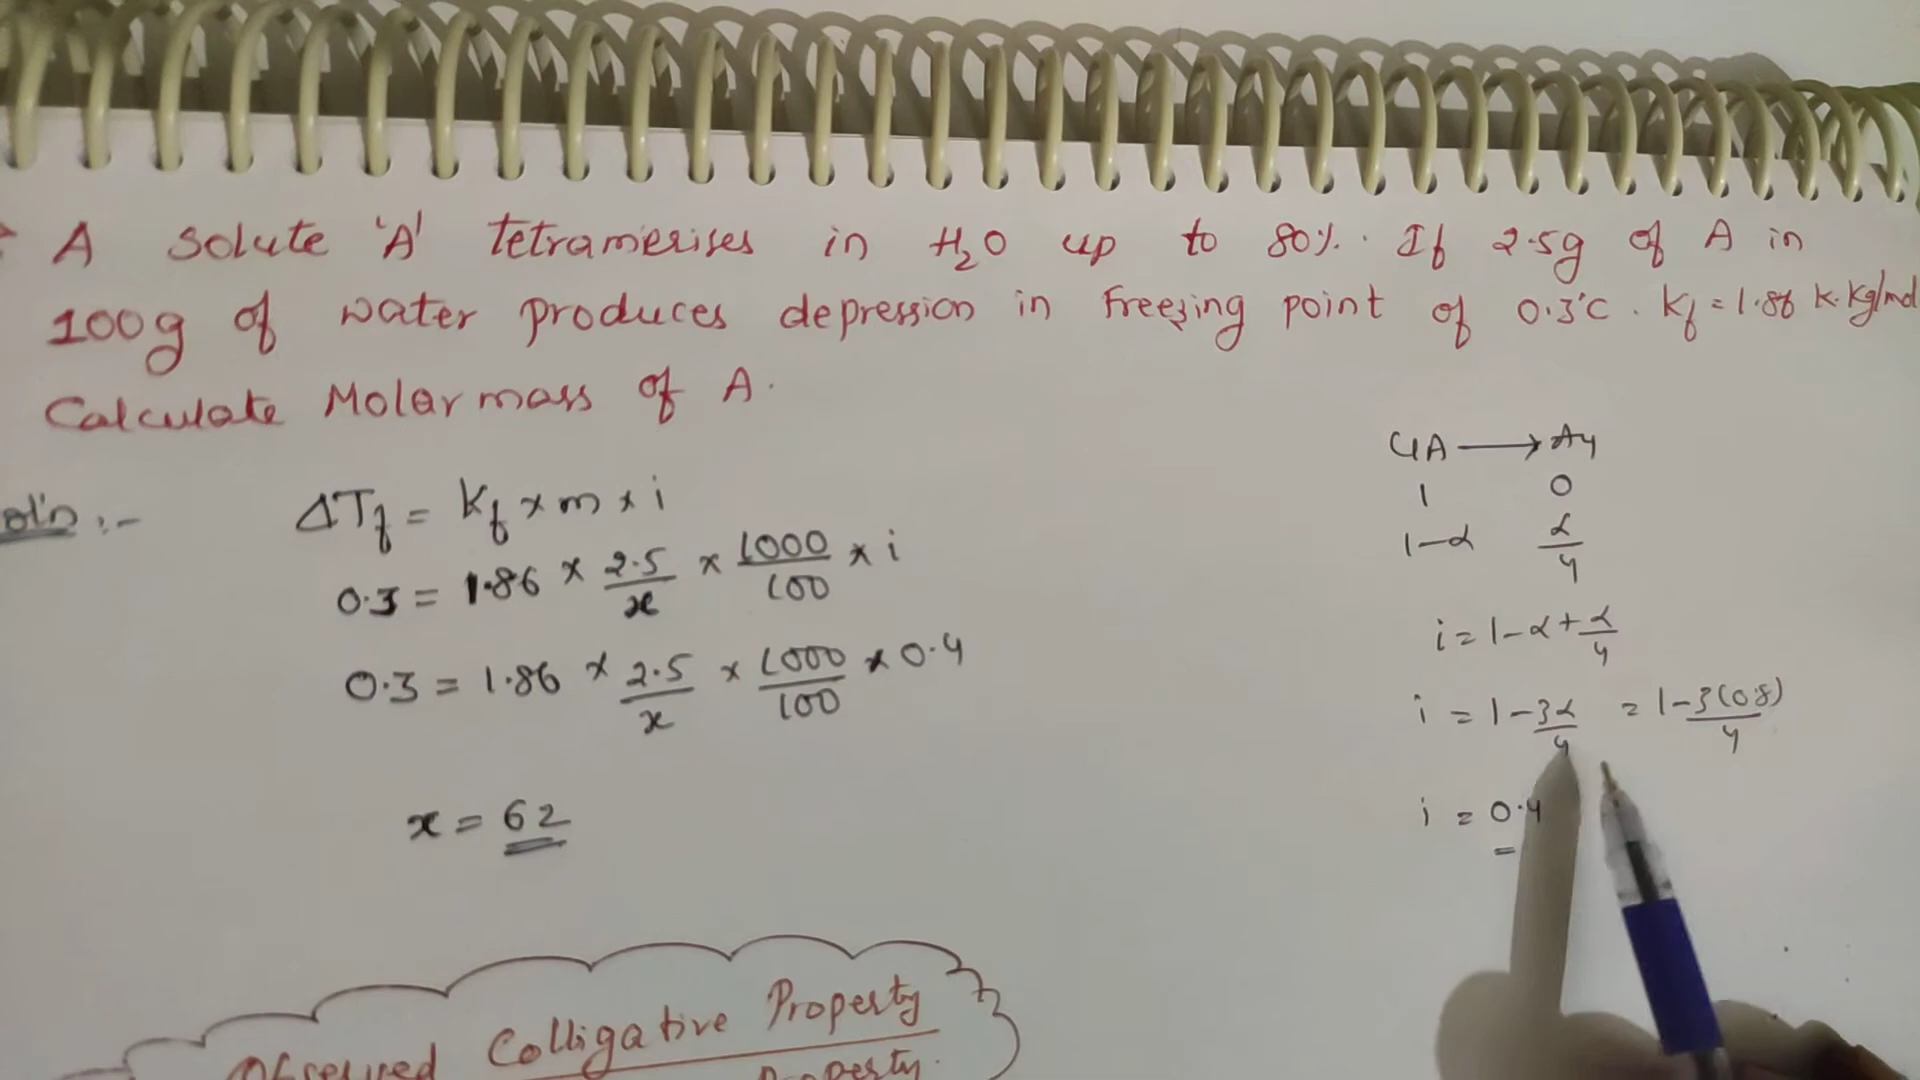 A solute 'A' tetramerises in H₂O up to 80%. If 2.5g of A in
100g of water produces depression in freezing point of 0.3°C. Kf = 1.86 K.Kg/mol
Calculate Molar mass of A.
Sol'n :-
ΔTf = Kf × m × i
0.3 = 1.86 × 2.5/x × 1000/100 × i
0.3 = 1.86 × 2.5/x × 1000/100 × 0.4
x = 62
4A ⟶ A4
1 0
1-α α/4
i = 1-α+α/4
i = 1-3α/4 = 1-3(0.8)/4
i = 0.4
Observed Colligative Property
Property.